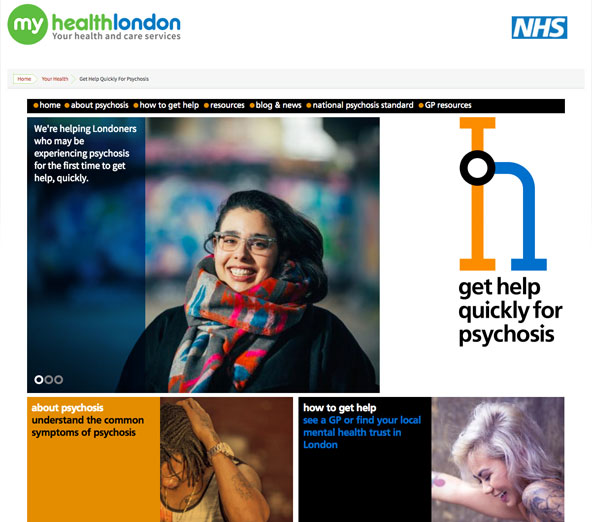 my healthlondon
Your health and care services
NHS
Home
Your Health
Get Help Quickly For Psychosis
home about psychosis how to get help resources blog & news national psychosis standard GP resources
We're helping Londoners
who may be
experiencing psychosis
for the first time to get
help, quickly.
get help
quickly for
psychosis
about psychosis
understand the common
symptoms of psychosis
how to get help
see a GP or find your local
mental health trust in
London